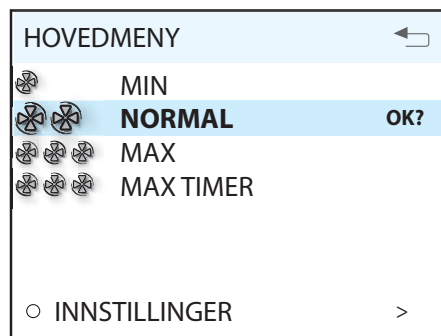 HOVEDMENY
MIN
NORMAL OK?
MAX
MAX TIMER
INNSTILLINGER >